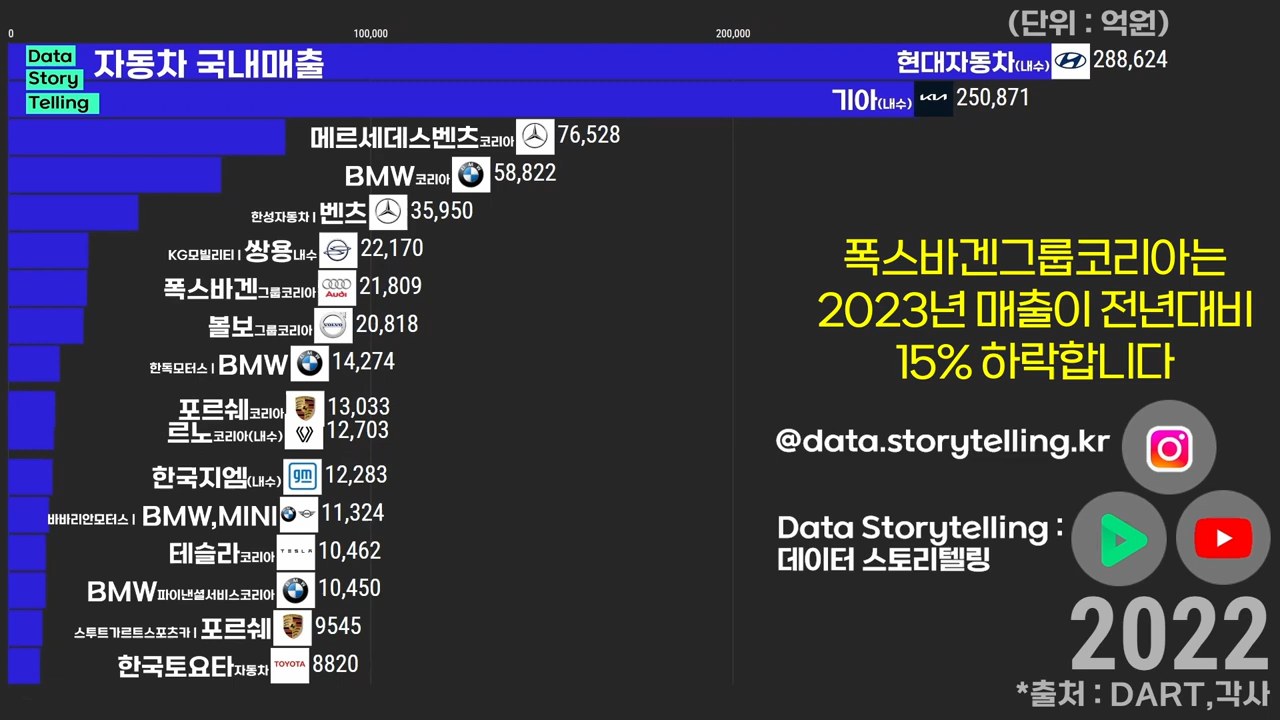 (단위 : 억원)
0 100,000 200,000
Data
Story
Telling
자동차 국내매출
현대자동차(내수) 288,624
기아(내수) KIA 250,871
메르세데스벤츠코리아 76,528
BMW코리아 58,822
한성자동차 | 벤츠 35,950
KG모빌리티 | 쌍용내수 22,170
폭스바겐그룹코리아 Audi 21,809
볼보그룹코리아 VOLVO 20,818
한독모터스 | BMW 14,274
포르쉐코리아 13,033
르노코리아(내수) 12,703
한국지엠(내수) gm 12,283
바바리안모터스 | BMW,MINI 11,324
테슬라코리아 TESLA 10,462
BMW파이낸셜서비스코리아 10,450
스투트가르트스포츠카 | 포르쉐 9545
한국토요타자동차 TOYOTA 8820
폭스바겐그룹코리아는
2023년 매출이 전년대비
15% 하락합니다
@data.storytelling.kr
Data Storytelling :
데이터 스토리텔링
2022
*출처 : DART,각사